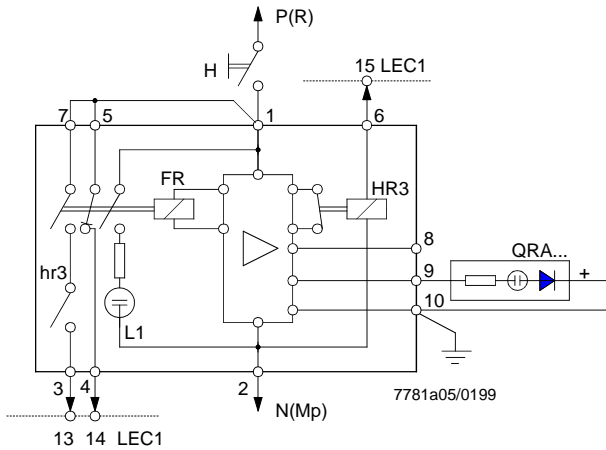 P(R)
H
15 LEC1
7 5 1 6
FR
HR3
8
QRA...
9
+
hr3
10
L1
3 4 2
7781a05/0199
N(Mp)
13 14 LEC1